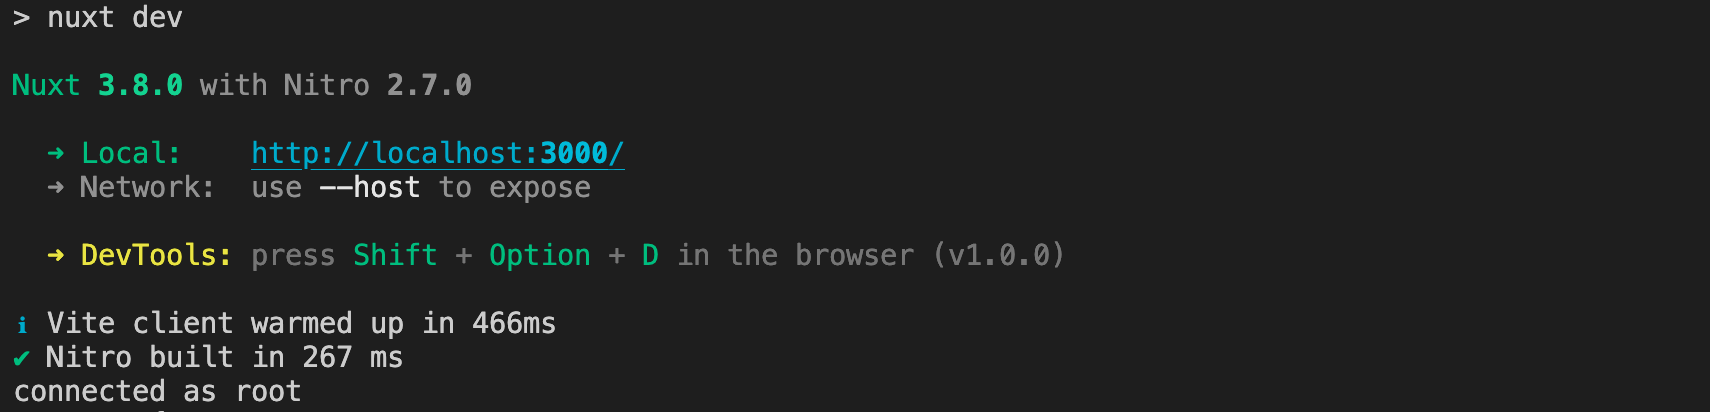 > nuxt dev
Nuxt 3.8.0 with Nitro 2.7.0
➜ Local: http://localhost:3000/
➜ Network: use --host to expose
➜ DevTools: press Shift + Option + D in the browser (v1.0.0)
ℹ Vite client warmed up in 466ms
✔ Nitro built in 267 ms
connected as root